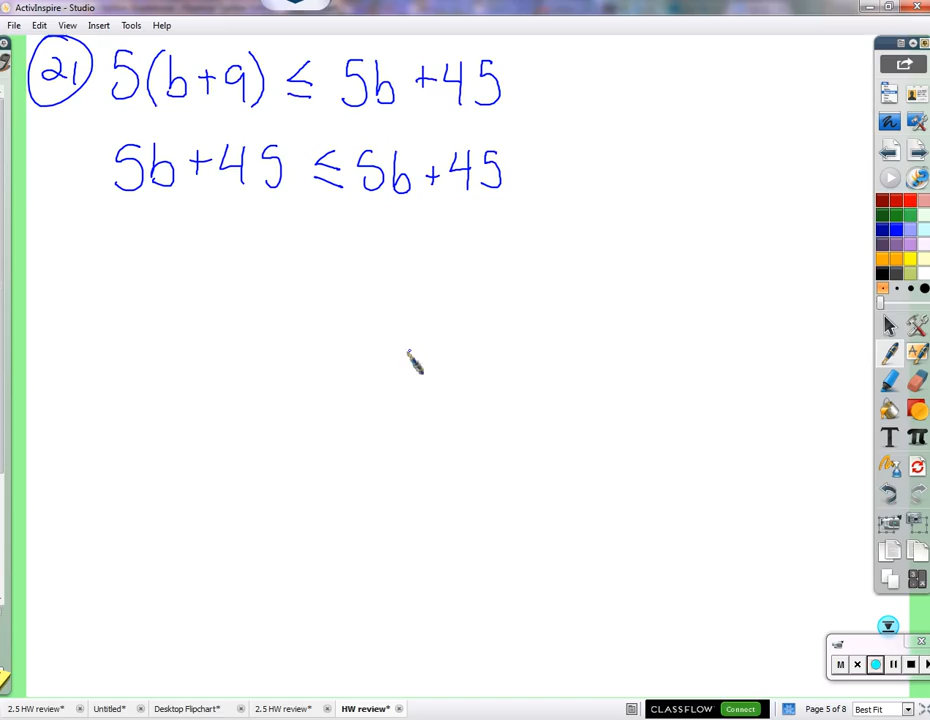 ActivInspire - Studio
File Edit View Insert Tools Help
21 5(b+9) ≤ 5b +45
5b +45 ≤ 5b +45
M
2.5 HW review* Untitled* Desktop Flipchart* 2.5 HW review* HW review* CLASSFLOW Connect Page 5 of 8 Best Fit